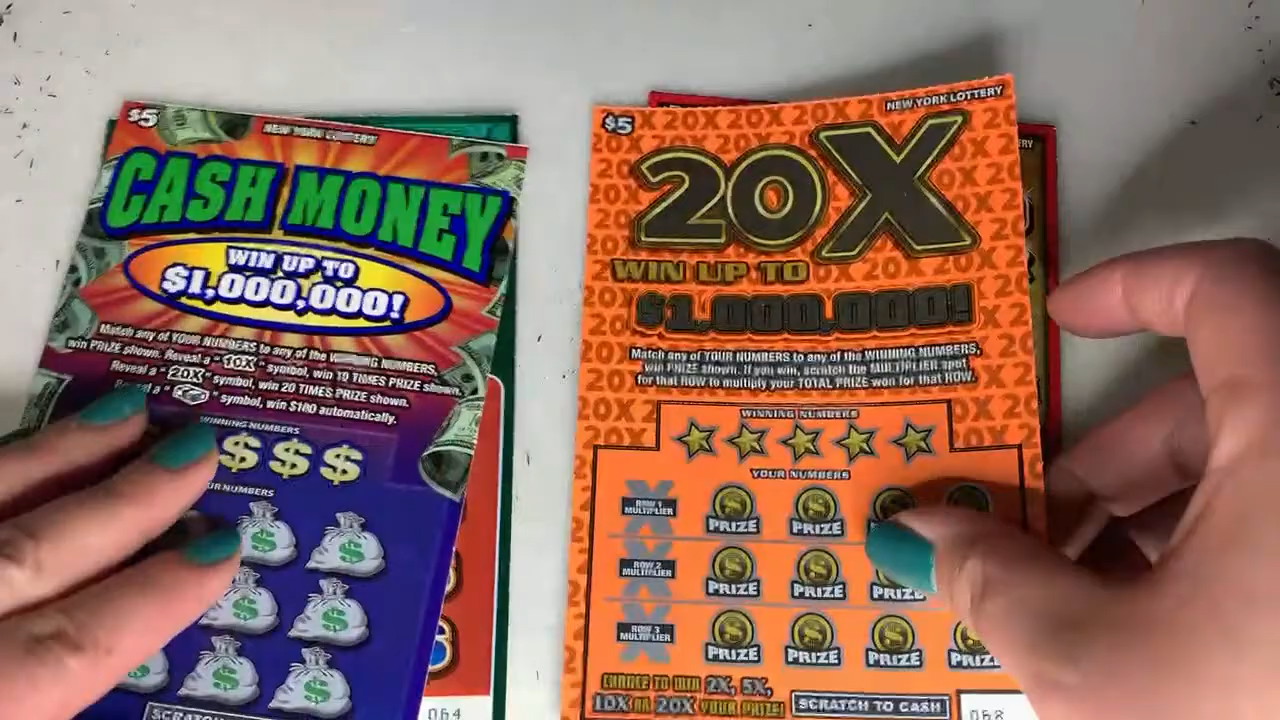 $5
NEW YORK LOTTERY
CASH MONEY
WIN UP TO
$1,000,000!
Match any of YOUR NUMBERS to any of the WINNING NUMBERS,
win PRIZE shown. Reveal a "10X" symbol, win 10 TIMES PRIZE shown.
Reveal a "20X" symbol, win 20 TIMES PRIZE shown.
a " " symbol, win $100 automatically.
WINNING NUMBERS
$ $ $
YOUR NUMBERS
$ $
$ $
$ $ $
SCRATCH
064
$5
NEW YORK LOTTERY
20X
WIN UP TO
$1,000,000!
Match any of YOUR NUMBERS to any of the WINNING NUMBERS,
win PRIZE shown. If you win, scratch the MULTIPLIER spot
for that ROW to multiply your TOTAL PRIZE won for that ROW.
WINNING NUMBERS
YOUR NUMBERS
ROW 1
MULTIPLIER
PRIZE PRIZE
ROW 2
MULTIPLIER
PRIZE PRIZE PRIZE
ROW 3
MULTIPLIER
PRIZE PRIZE PRIZE PRIZE
CHANCE TO WIN 2X, 5X,
10X OR 20X YOUR PRIZE!
SCRATCH TO CASH
068